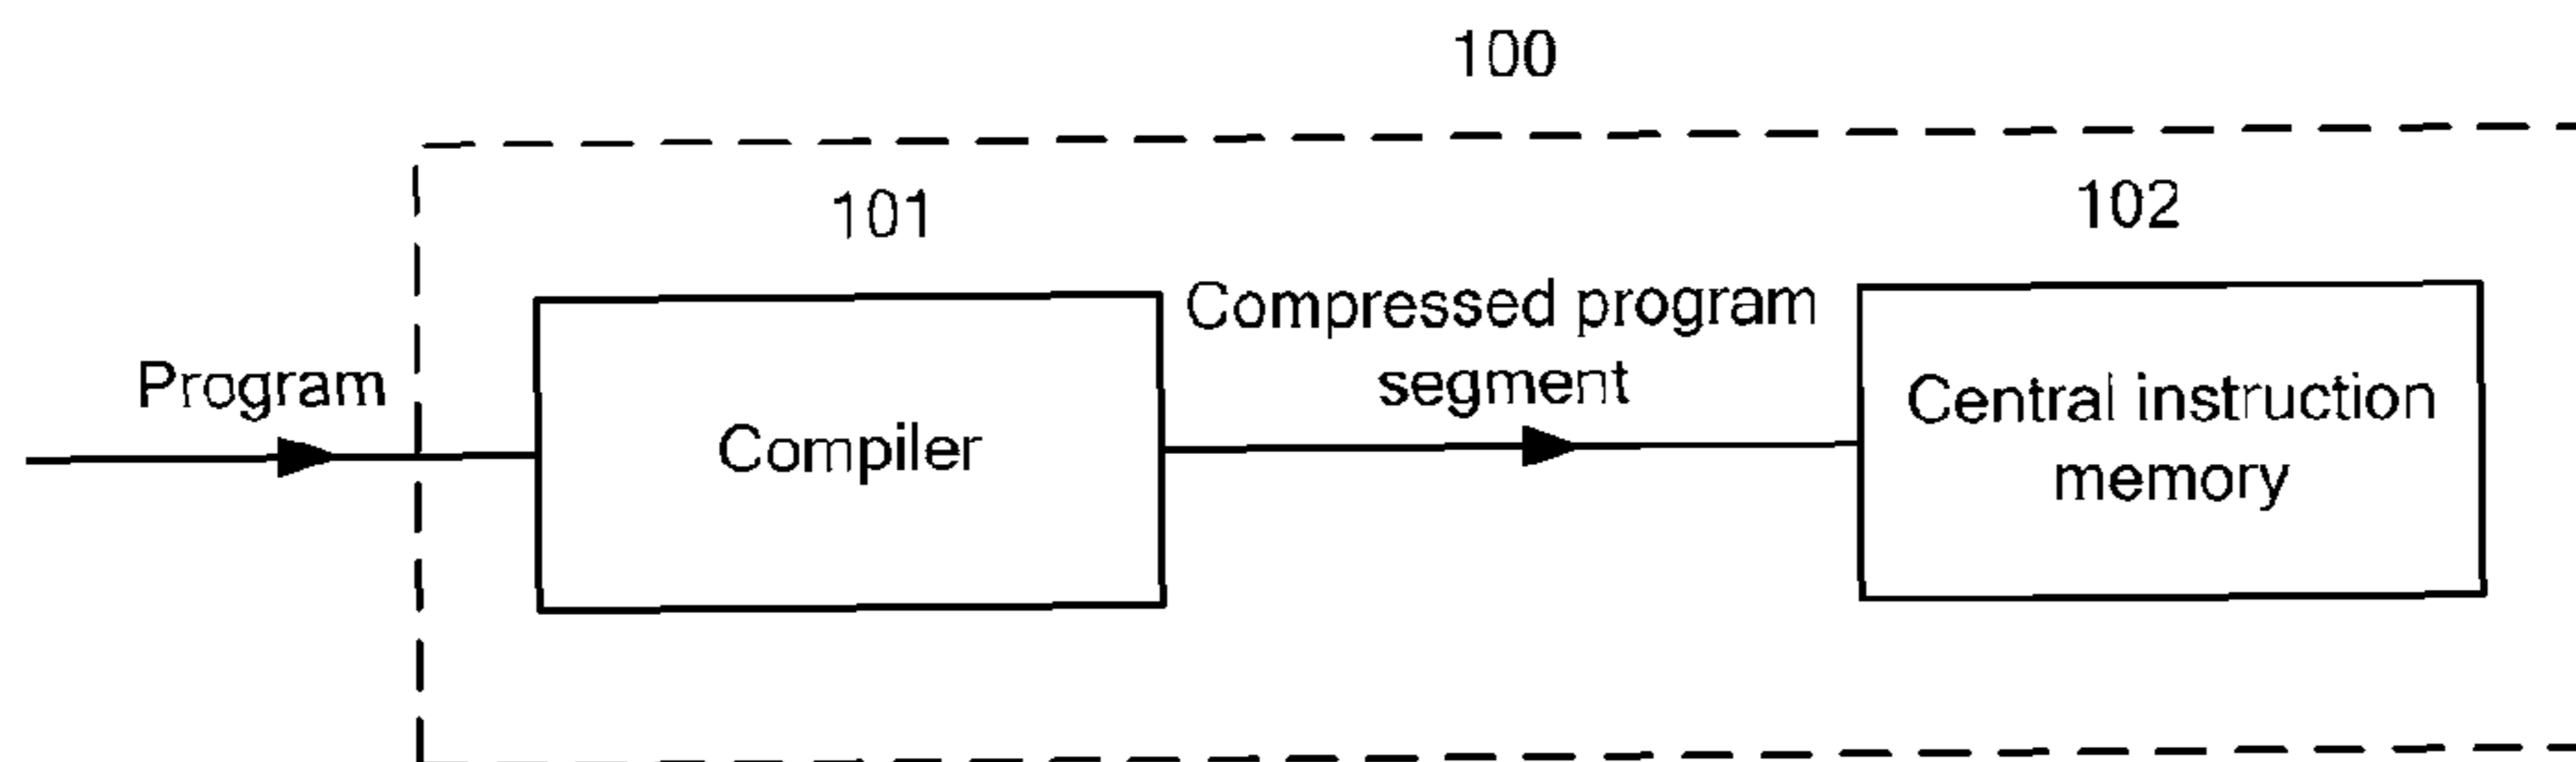 100
101
102
Program
Compiler
Compressed program
segment
Central instruction
memory